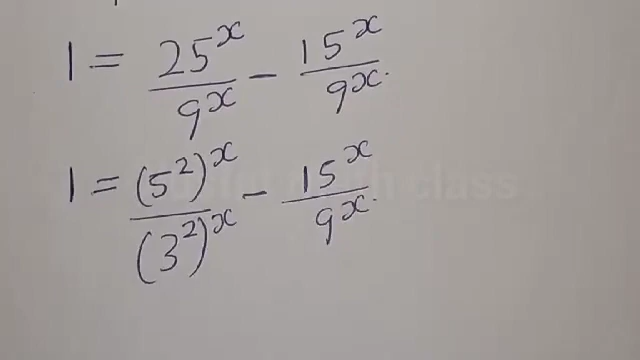 1 = 25^x/9^x - 15^x/9^x.
1 = (5^2)^x/(3^2)^x - 15^x/9^x.